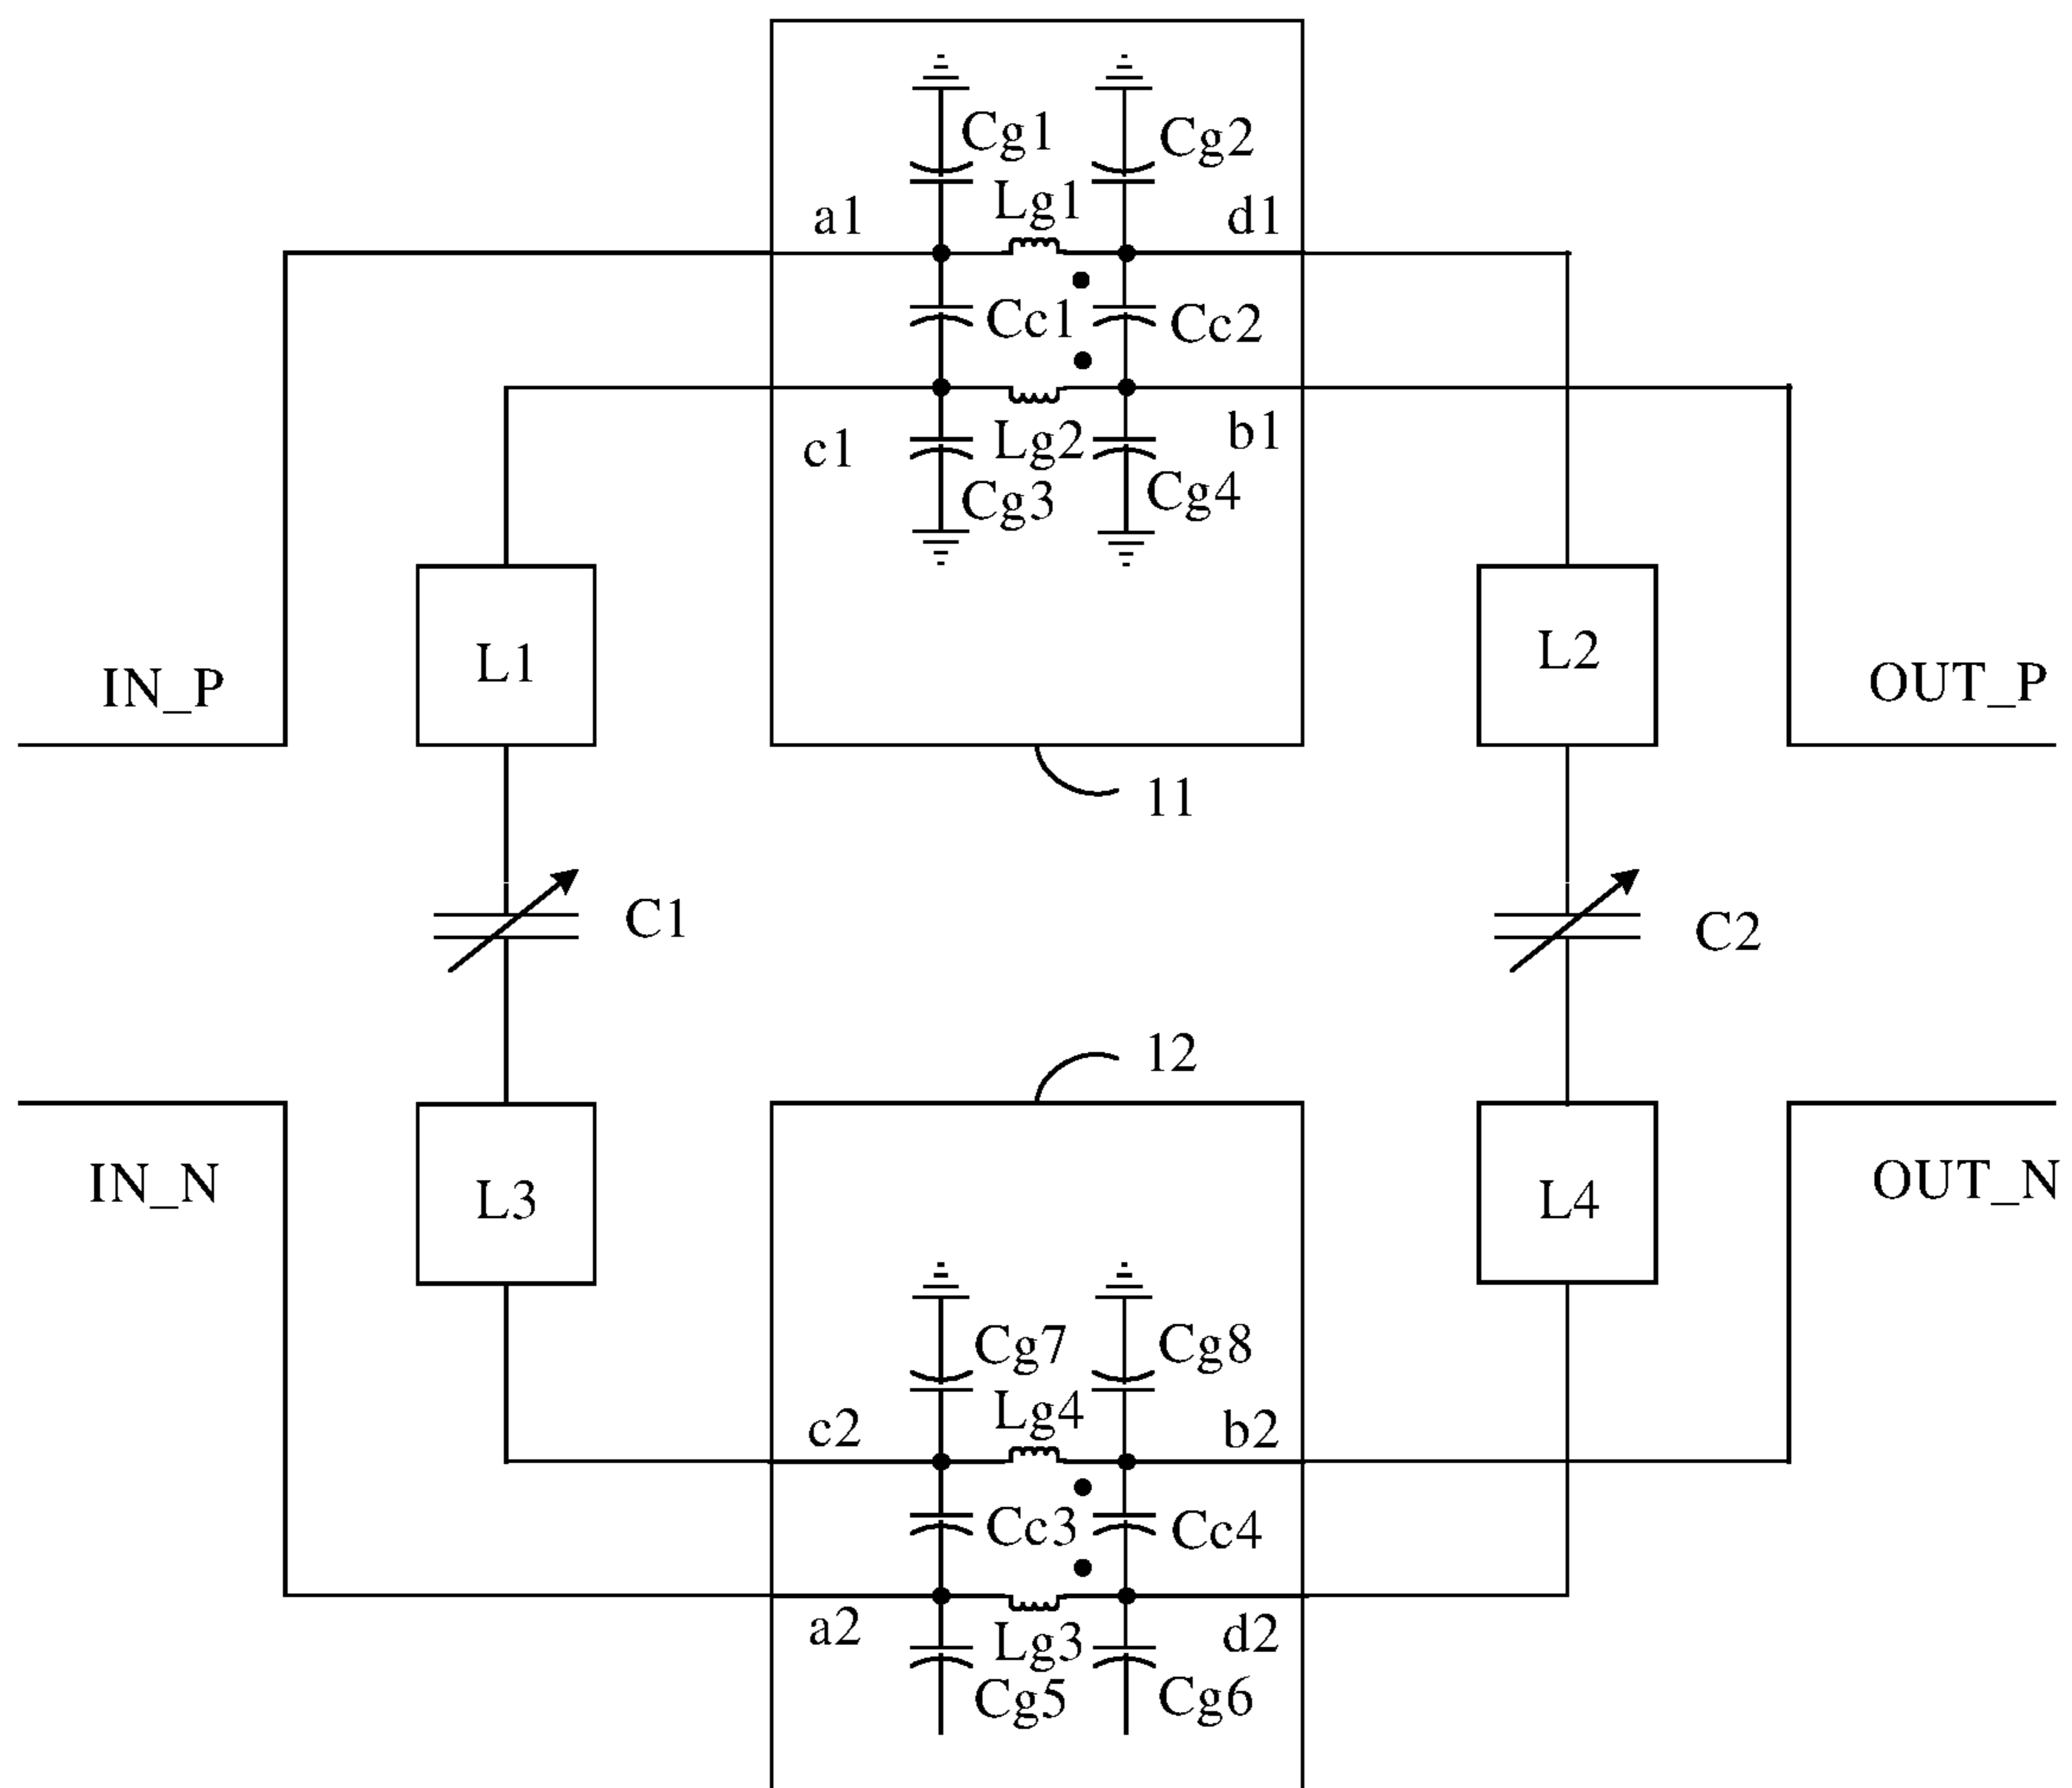 Cg1
Cg2
Lg1
a1
d1
Cc1
Cc2
c1
Lg2
b1
Cg3
Cg4
L1
L2
IN_P
OUT_P
11
C1
C2
12
IN_N
L3
L4
OUT_N
Cg7
Cg8
Lg4
c2
b2
Cc3
Cc4
a2
Lg3
d2
Cg5
Cg6